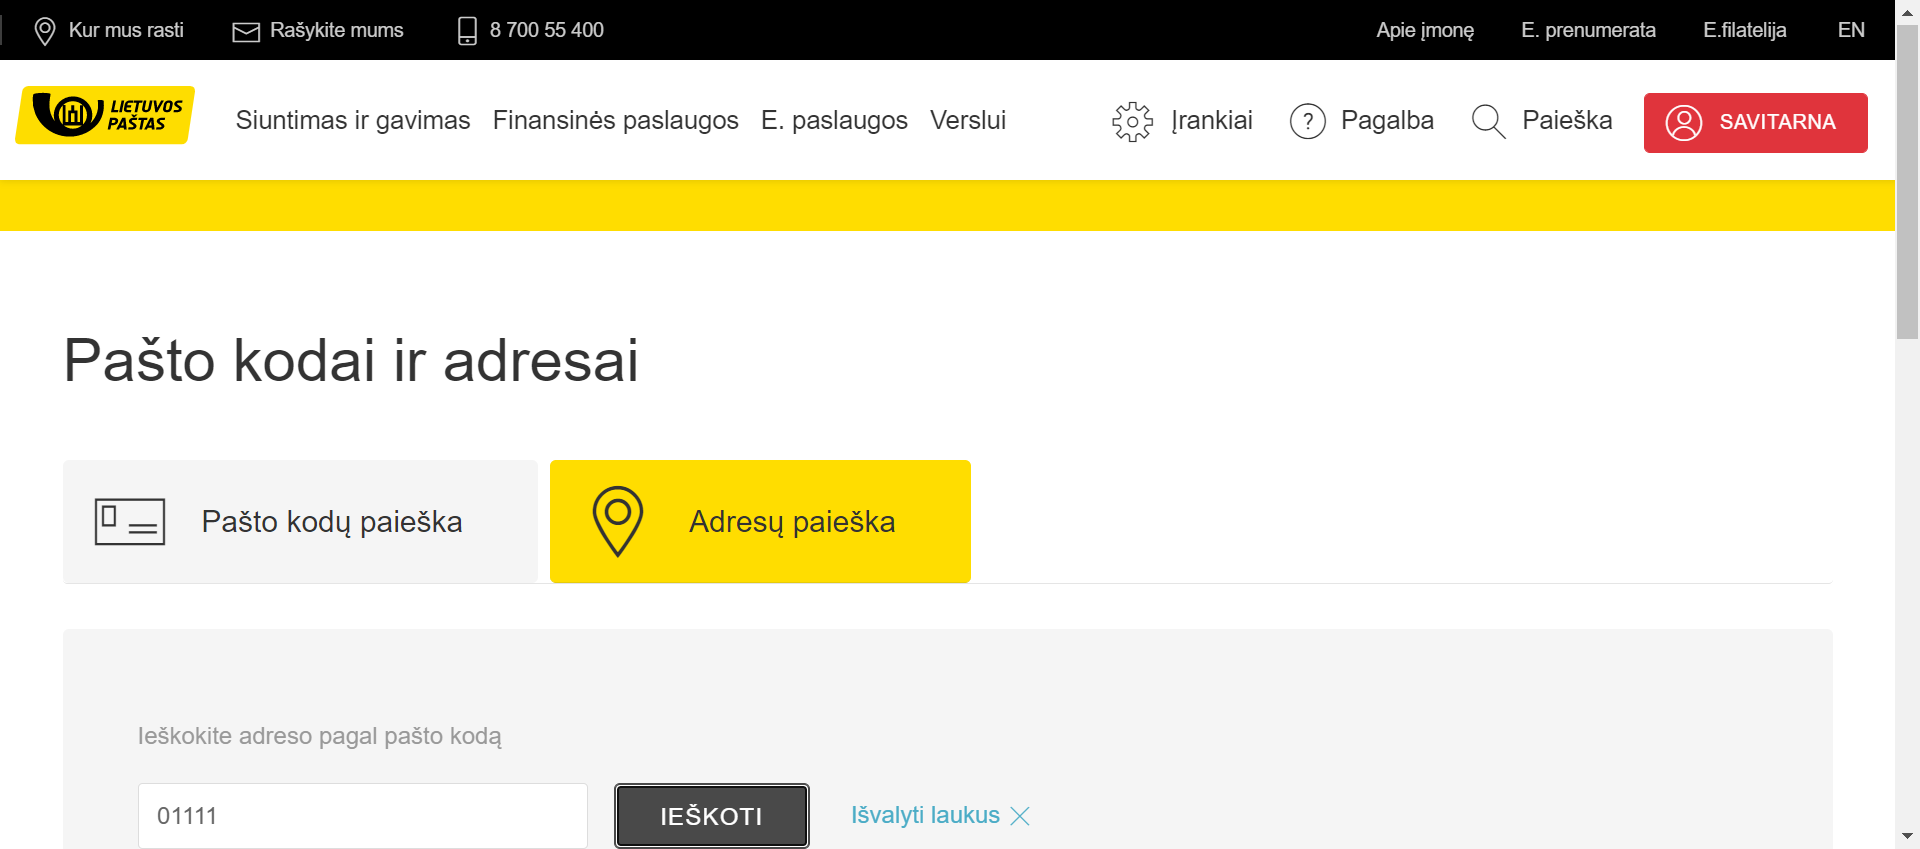 Kur mus rasti Rašykite mums 8 700 55 400 Apie įmonę E. prenumerata E.filatelija EN
LIETUVOS
PAŠTAS
Siuntimas ir gavimas Finansinės paslaugos E. paslaugos Verslui Įrankiai ? Pagalba Paieška SAVITARNA
Pašto kodai ir adresai
Pašto kodų paieška Adresų paieška
Ieškokite adreso pagal pašto kodą
01111 IEŠKOTI Išvalyti laukus